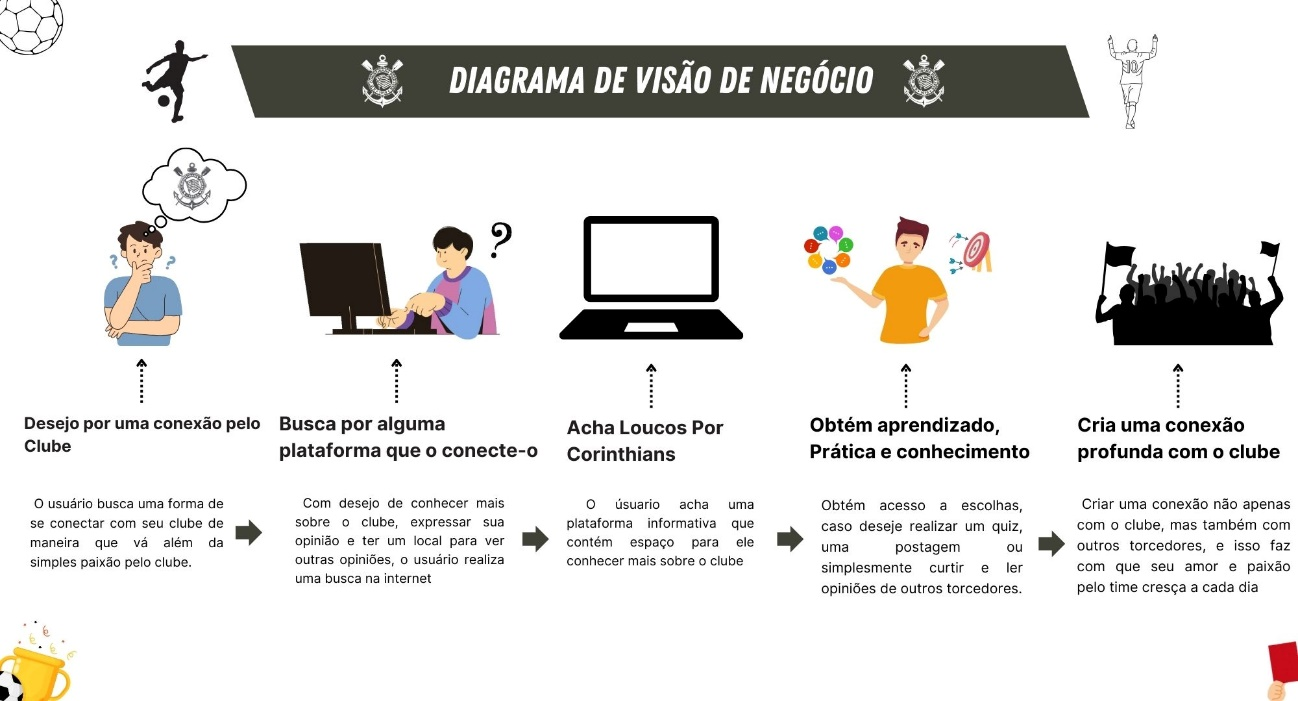 DIAGRAMA DE VISÃO DE NEGÓCIO
10
?
? ?
Desejo por uma conexão pelo
Clube
Busca por alguma
plataforma que o conecte-o
Acha Loucos Por
Corinthians
Obtém aprendizado,
Prática e conhecimento
Cria uma conexão
profunda com o clube
O usuário busca uma forma de
se conectar com seu clube de
maneira que vá além da
simples paixão pelo clube.
Com desejo de conhecer mais
sobre o clube, expressar sua
opinião e ter um local para ver
outras opiniões, o usuário realiza
uma busca na internet
O úsuario acha uma
plataforma informativa que
contém espaço para ele
conhecer mais sobre o clube
Obtém acesso a escolhas,
caso deseje realizar um quiz,
uma postagem ou
simplesmente curtir e ler
opiniões de outros torcedores.
Criar uma conexão não apenas
com o clube, mas também com
outros torcedores, e isso faz
com que seu amor e paixão
pelo time cresça a cada dia